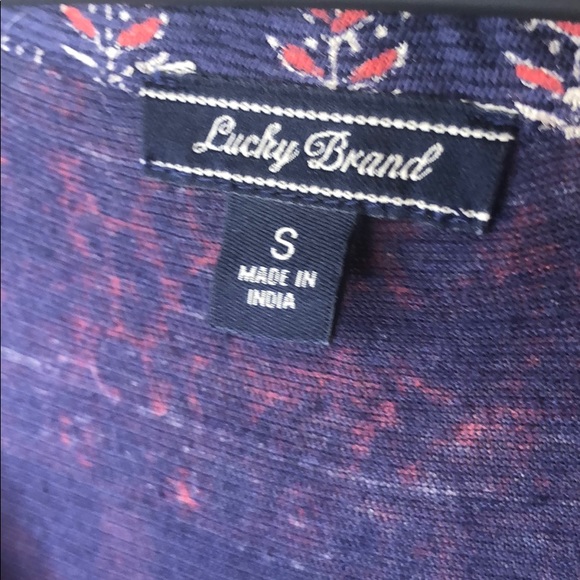 Lucky Brand
S
MADE IN
INDIA